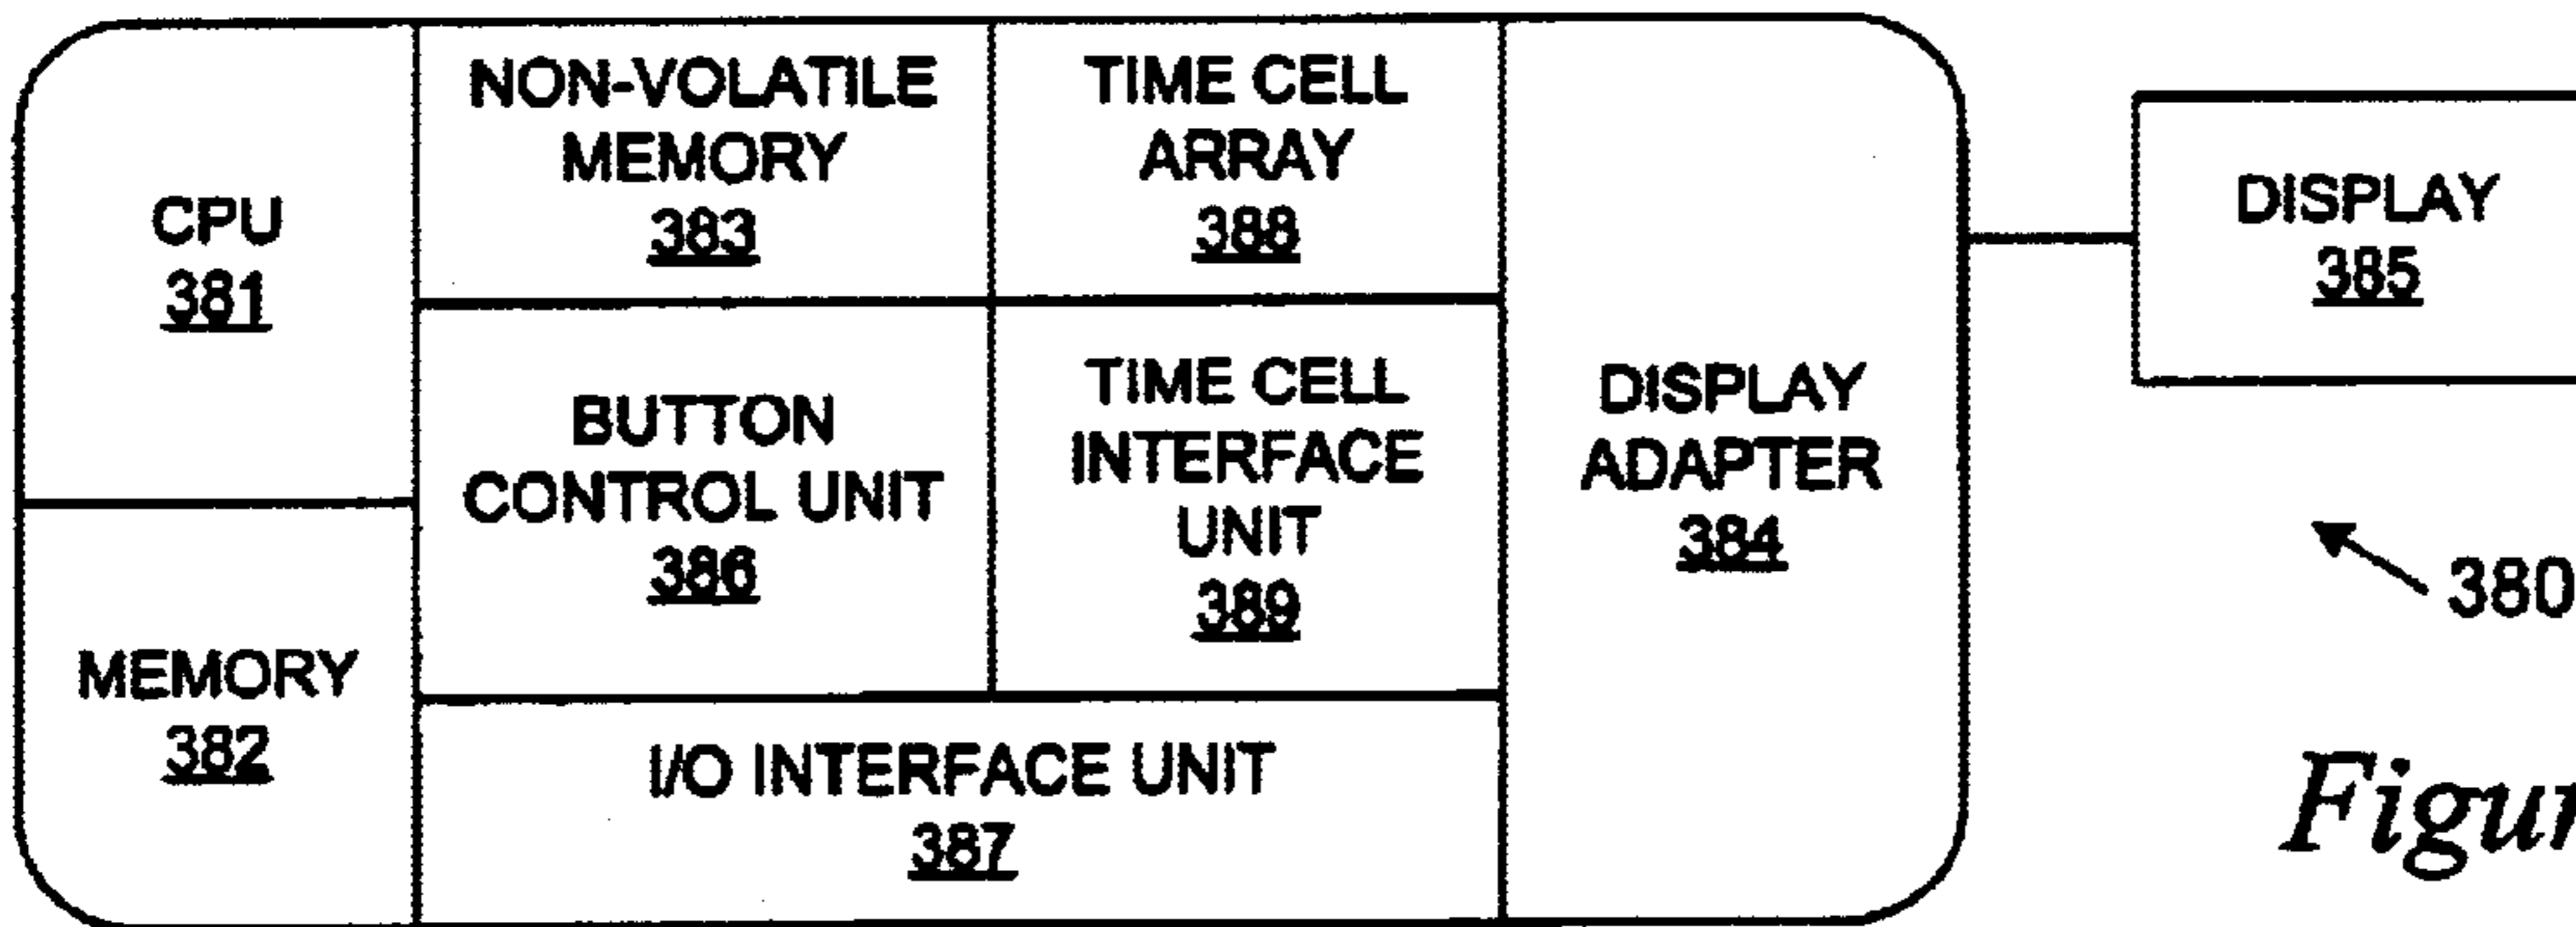 CPU
381
MEMORY
382
NON-VOLATILE
MEMORY
383
BUTTON
CONTROL UNIT
386
TIME CELL
ARRAY
388
TIME CELL
INTERFACE
UNIT
389
I/O INTERFACE UNIT
387
DISPLAY
ADAPTER
384
DISPLAY
385
380